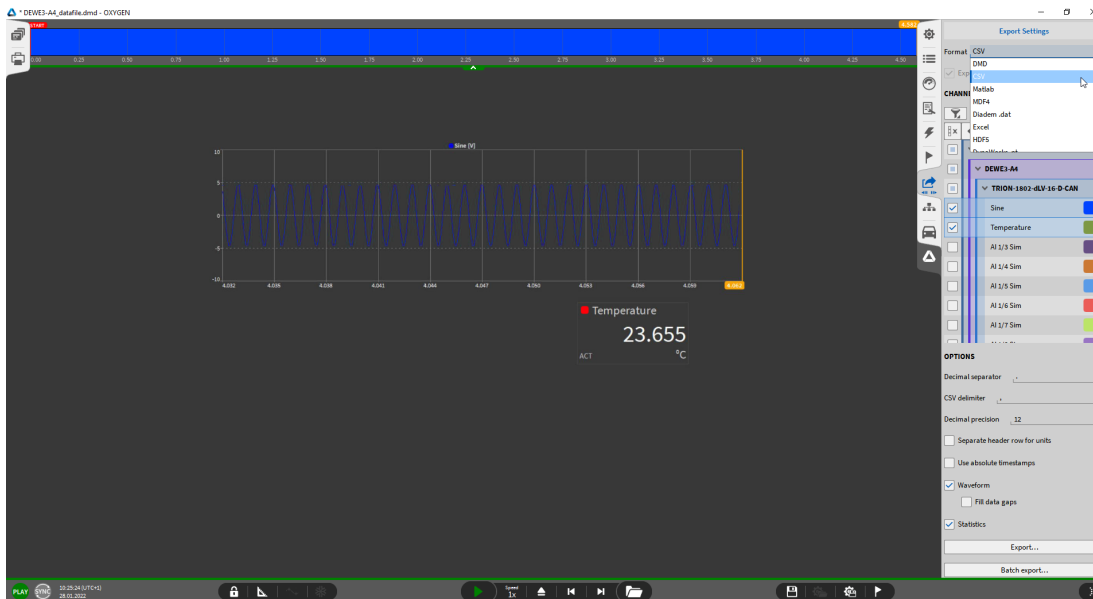 * DEWE3-A4_datafile.dmd - OXYGEN
START
4.062
0.00 0.25 0.50 0.75 1.00 1.25 1.50 1.75 2.00 2.25 2.50 2.75 3.00 3.25 3.50 3.75 4.00 4.25 4.50
Sine [V]
10
5
0
-5
-10
4.032 4.035 4.038 4.041 4.044 4.047 4.050 4.053 4.056 4.059 4.062
Temperature
23.655
ACT °C
Export Settings
Format CSV
DMD
CSV
Matlab
MDF4
Diadem .dat
Excel
HDF5
CHANN
DEWE3-A4
TRION-1802-dLV-16-D-CAN
Sine
Temperature
AI 1/3 Sim
AI 1/4 Sim
AI 1/5 Sim
AI 1/6 Sim
AI 1/7 Sim
OPTIONS
Decimal separator .
CSV delimiter ,
Decimal precision 12
Separate header row for units
Use absolute timestamps
Waveform
Fill data gaps
Statistics
Export...
Batch export...
PLAY SYNC 10:25:24 (UTC+1)
28.01.2022
Speed
1x